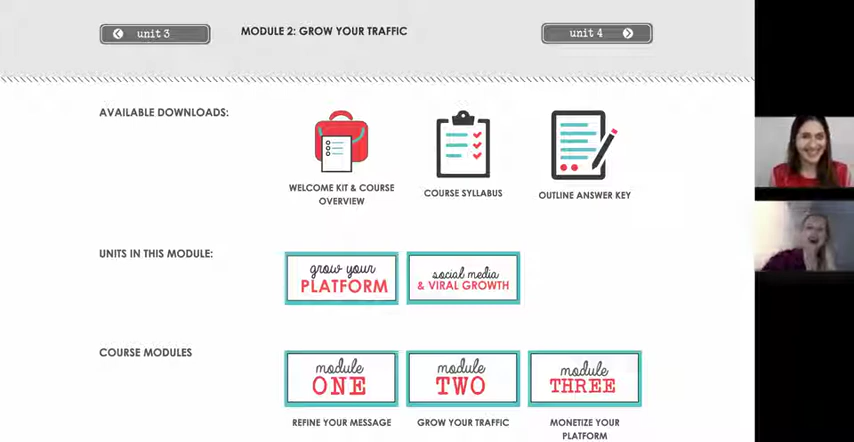 unit 3
MODULE 2: GROW YOUR TRAFFIC
unit 4
AVAILABLE DOWNLOADS:
WELCOME KIT & COURSE
OVERVIEW
COURSE SYLLABUS
OUTLINE ANSWER KEY
UNITS IN THIS MODULE:
grow your
PLATFORM
social media
& VIRAL GROWTH
COURSE MODULES
module
ONE
module
TWO
module
THREE
REFINE YOUR MESSAGE
GROW YOUR TRAFFIC
MONETIZE YOUR
PLATFORM